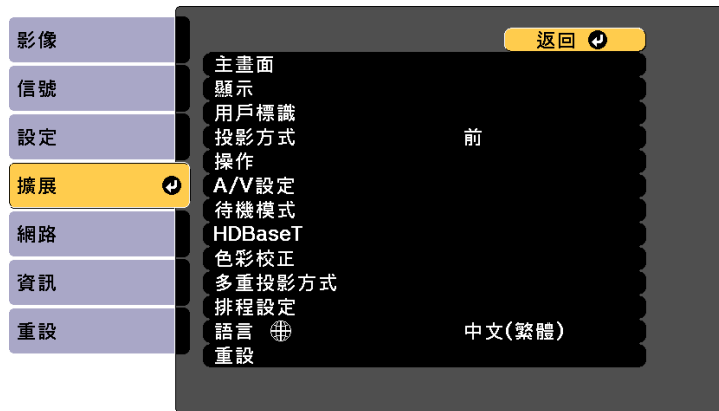 影像
信號
設定
擴展
網路
資訊
重設
返回
主畫面
顯示
用戶標識
投影方式 前
操作
A/V設定
待機模式
HDBaseT
色彩校正
多重投影方式
排程設定
語言 中文(繁體)
重設